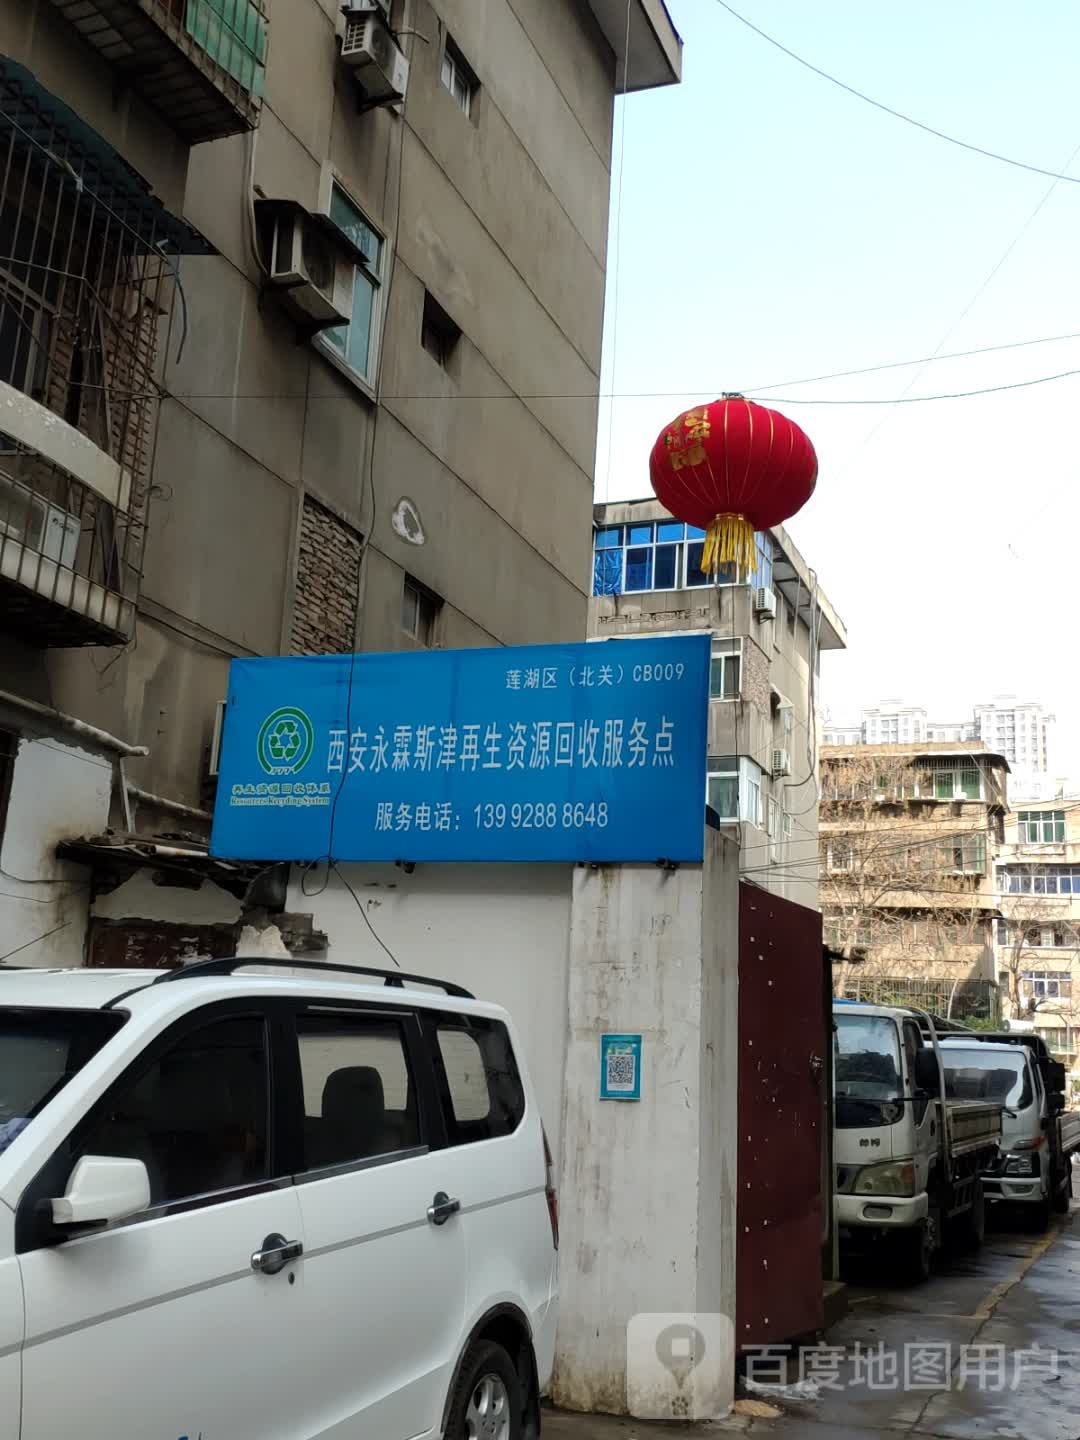 莲湖区（北关）CB009
西安永霖斯津再生资源回收服务点
再生资源回收体系
Resources Recycling System
服务电话：139 9288 8648
百度地图用户